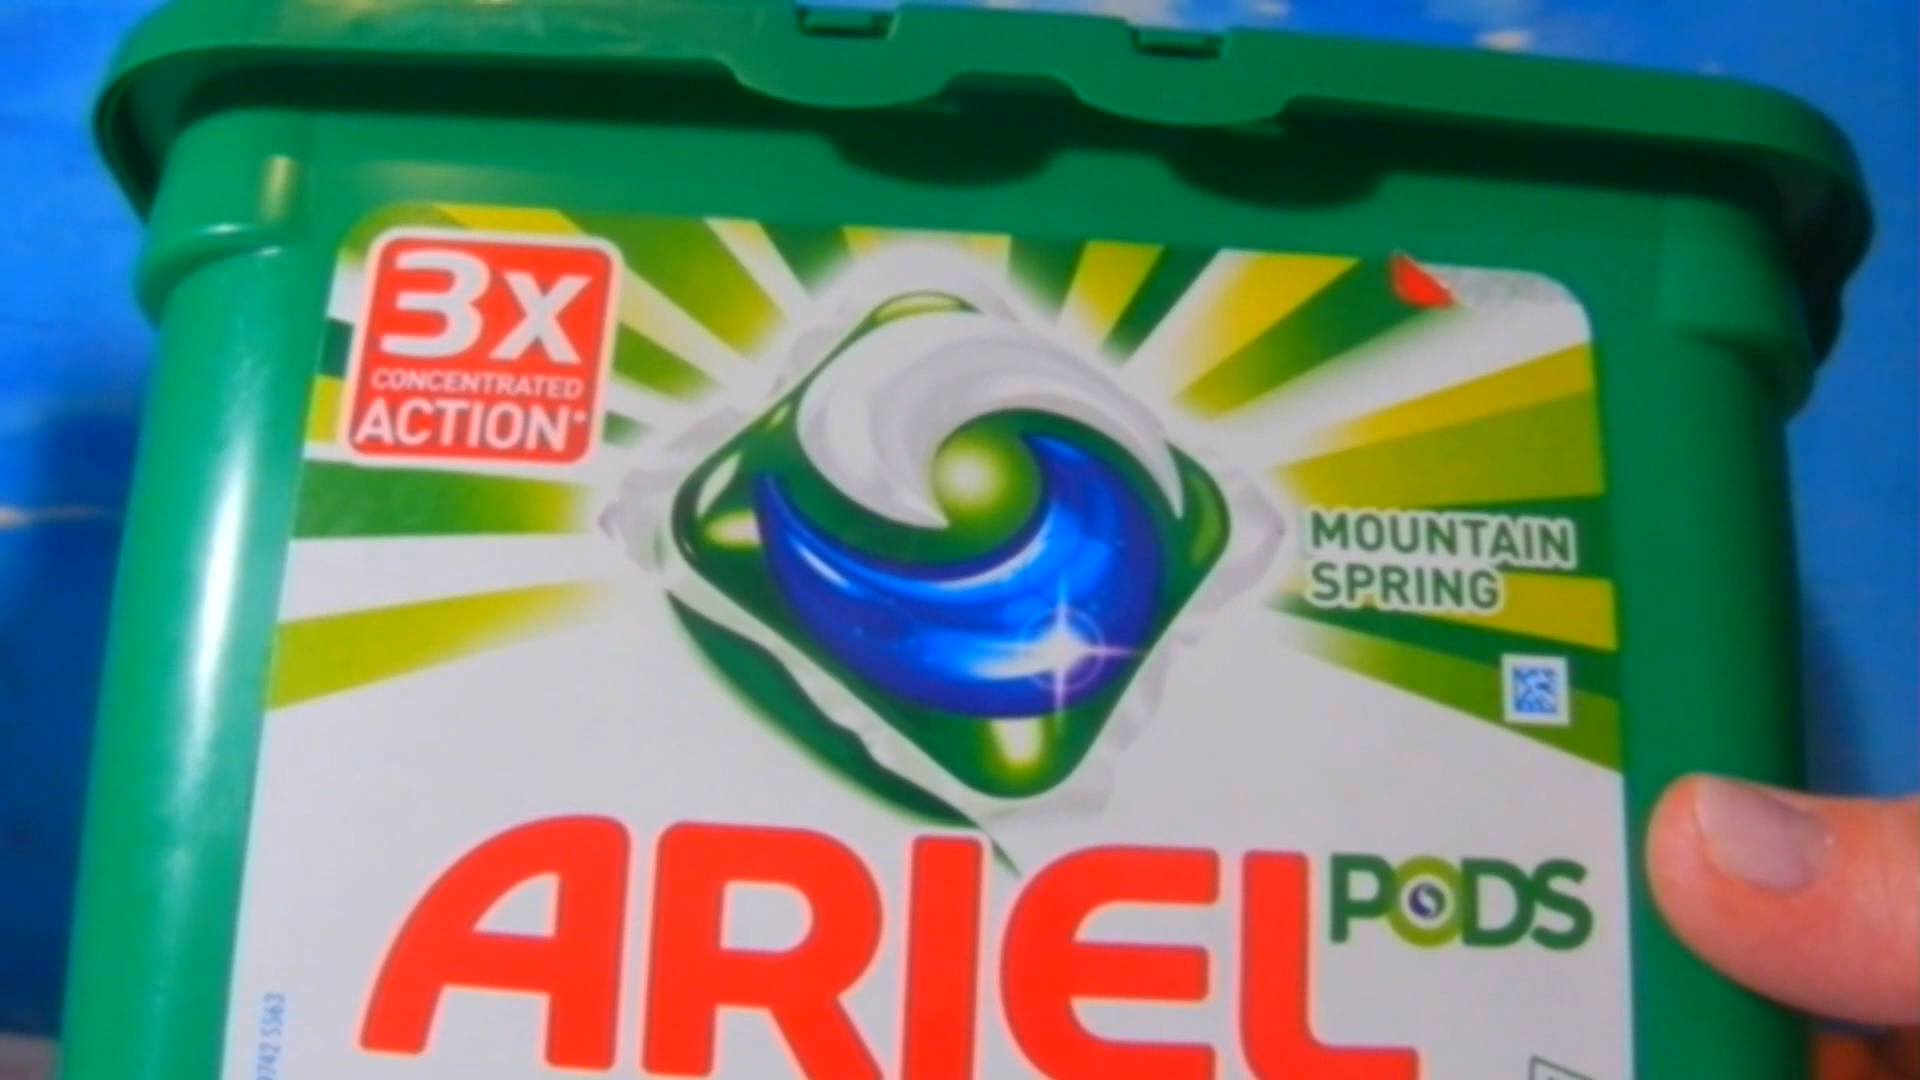 3X
CONCENTRATED
ACTION*
MOUNTAIN
SPRING
ARIEL PODS